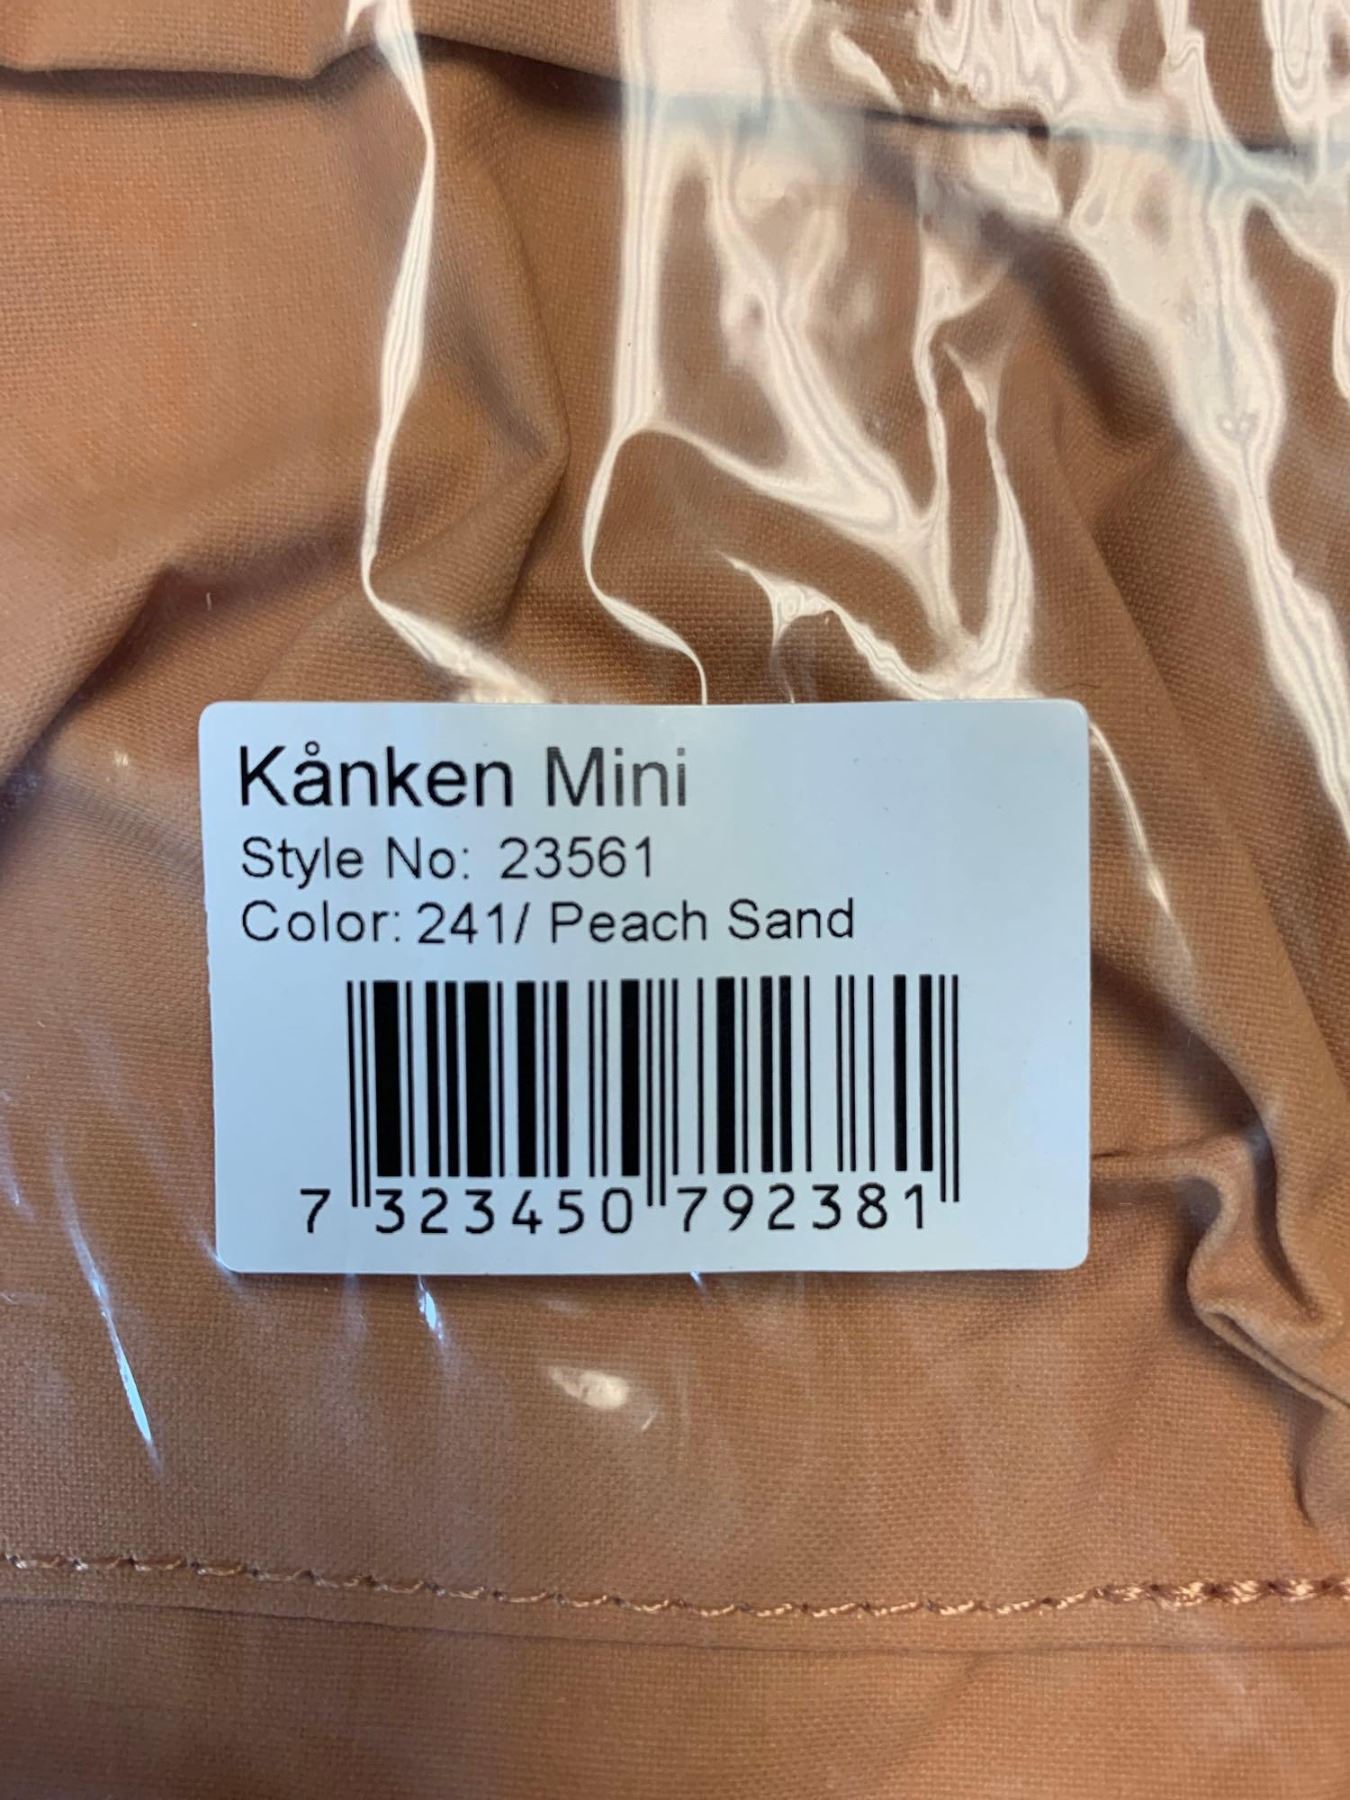 Kånken Mini
Style No: 23561
Color: 241/ Peach Sand
7 323450 792381